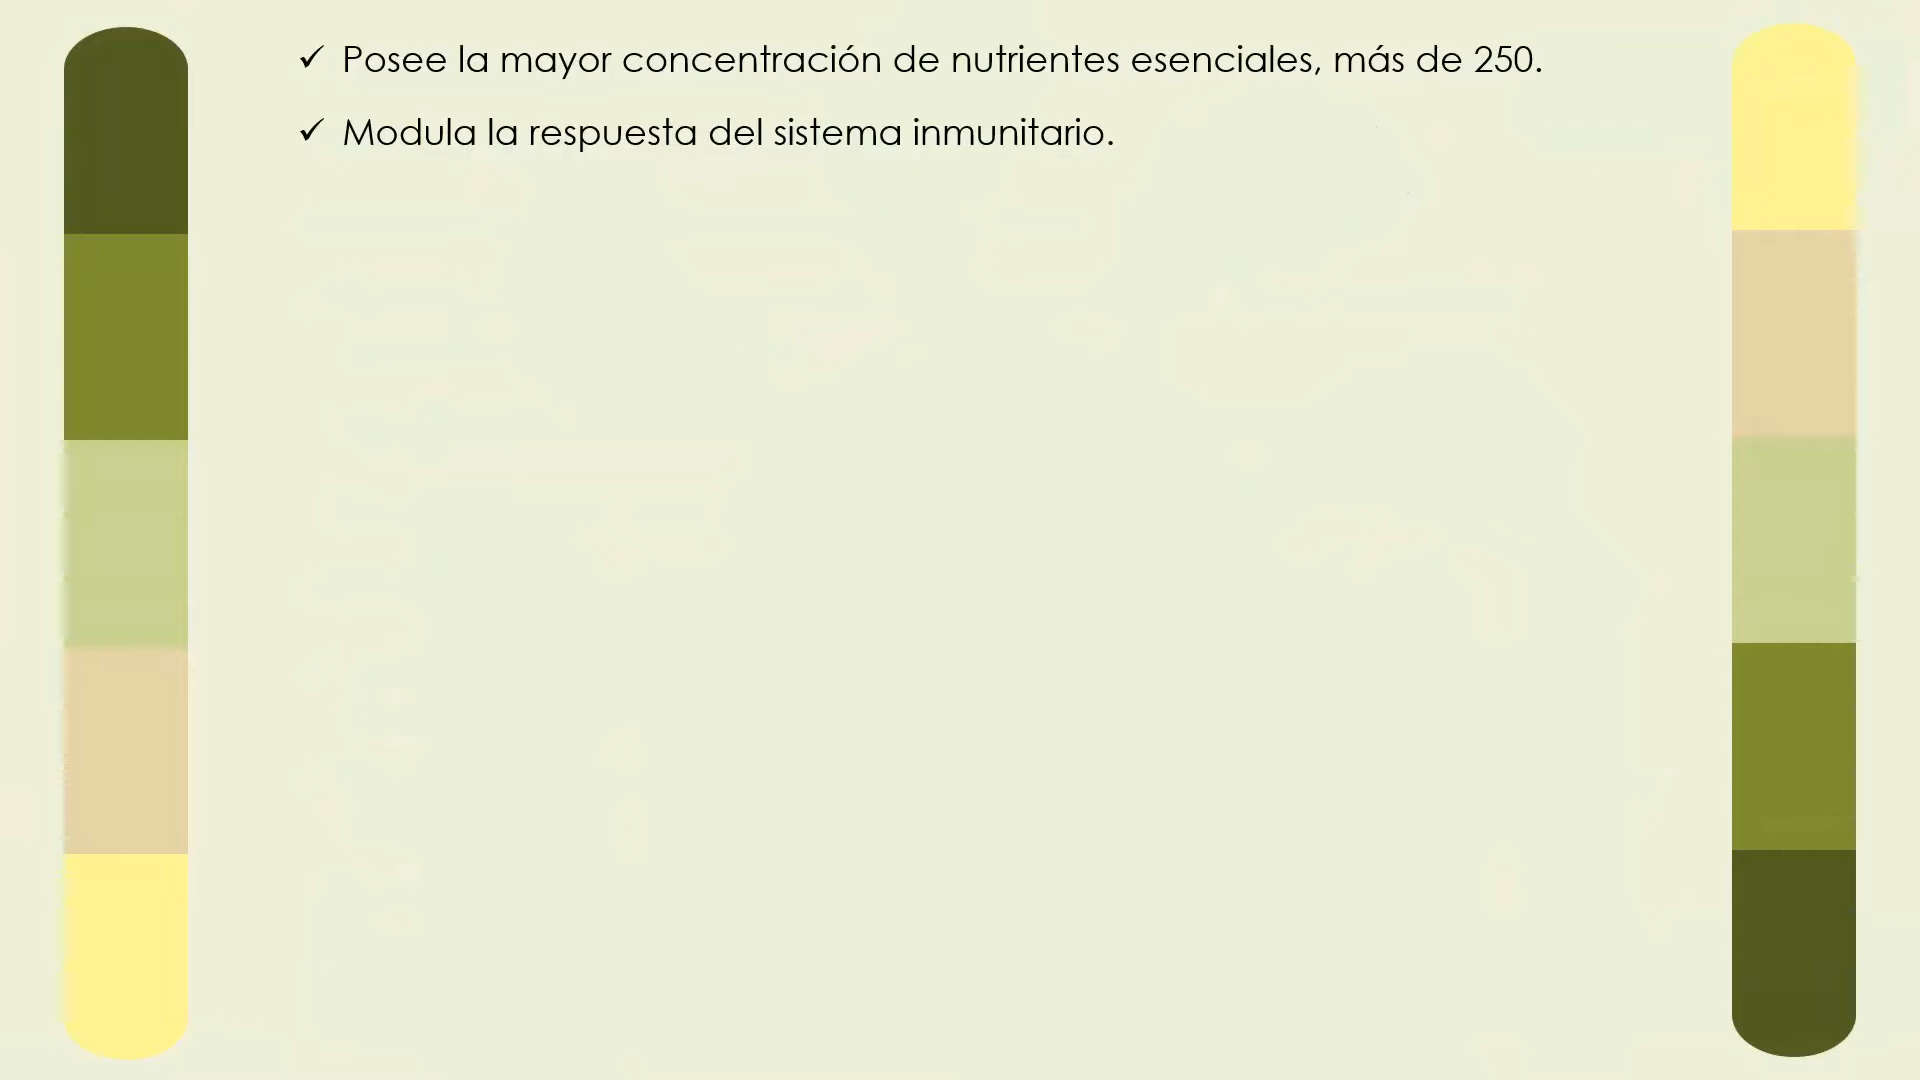 ✓ Posee la mayor concentración de nutrientes esenciales, más de 250.
✓ Modula la respuesta del sistema inmunitario.